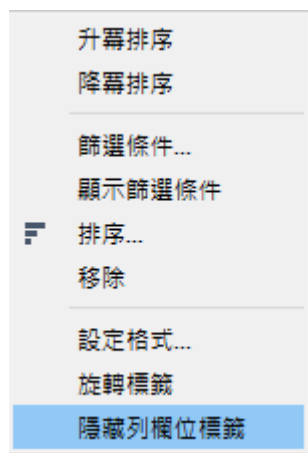 升冪排序
降冪排序
篩選條件...
顯示篩選條件
排序...
移除
設定格式...
旋轉標籤
隱藏列欄位標籤